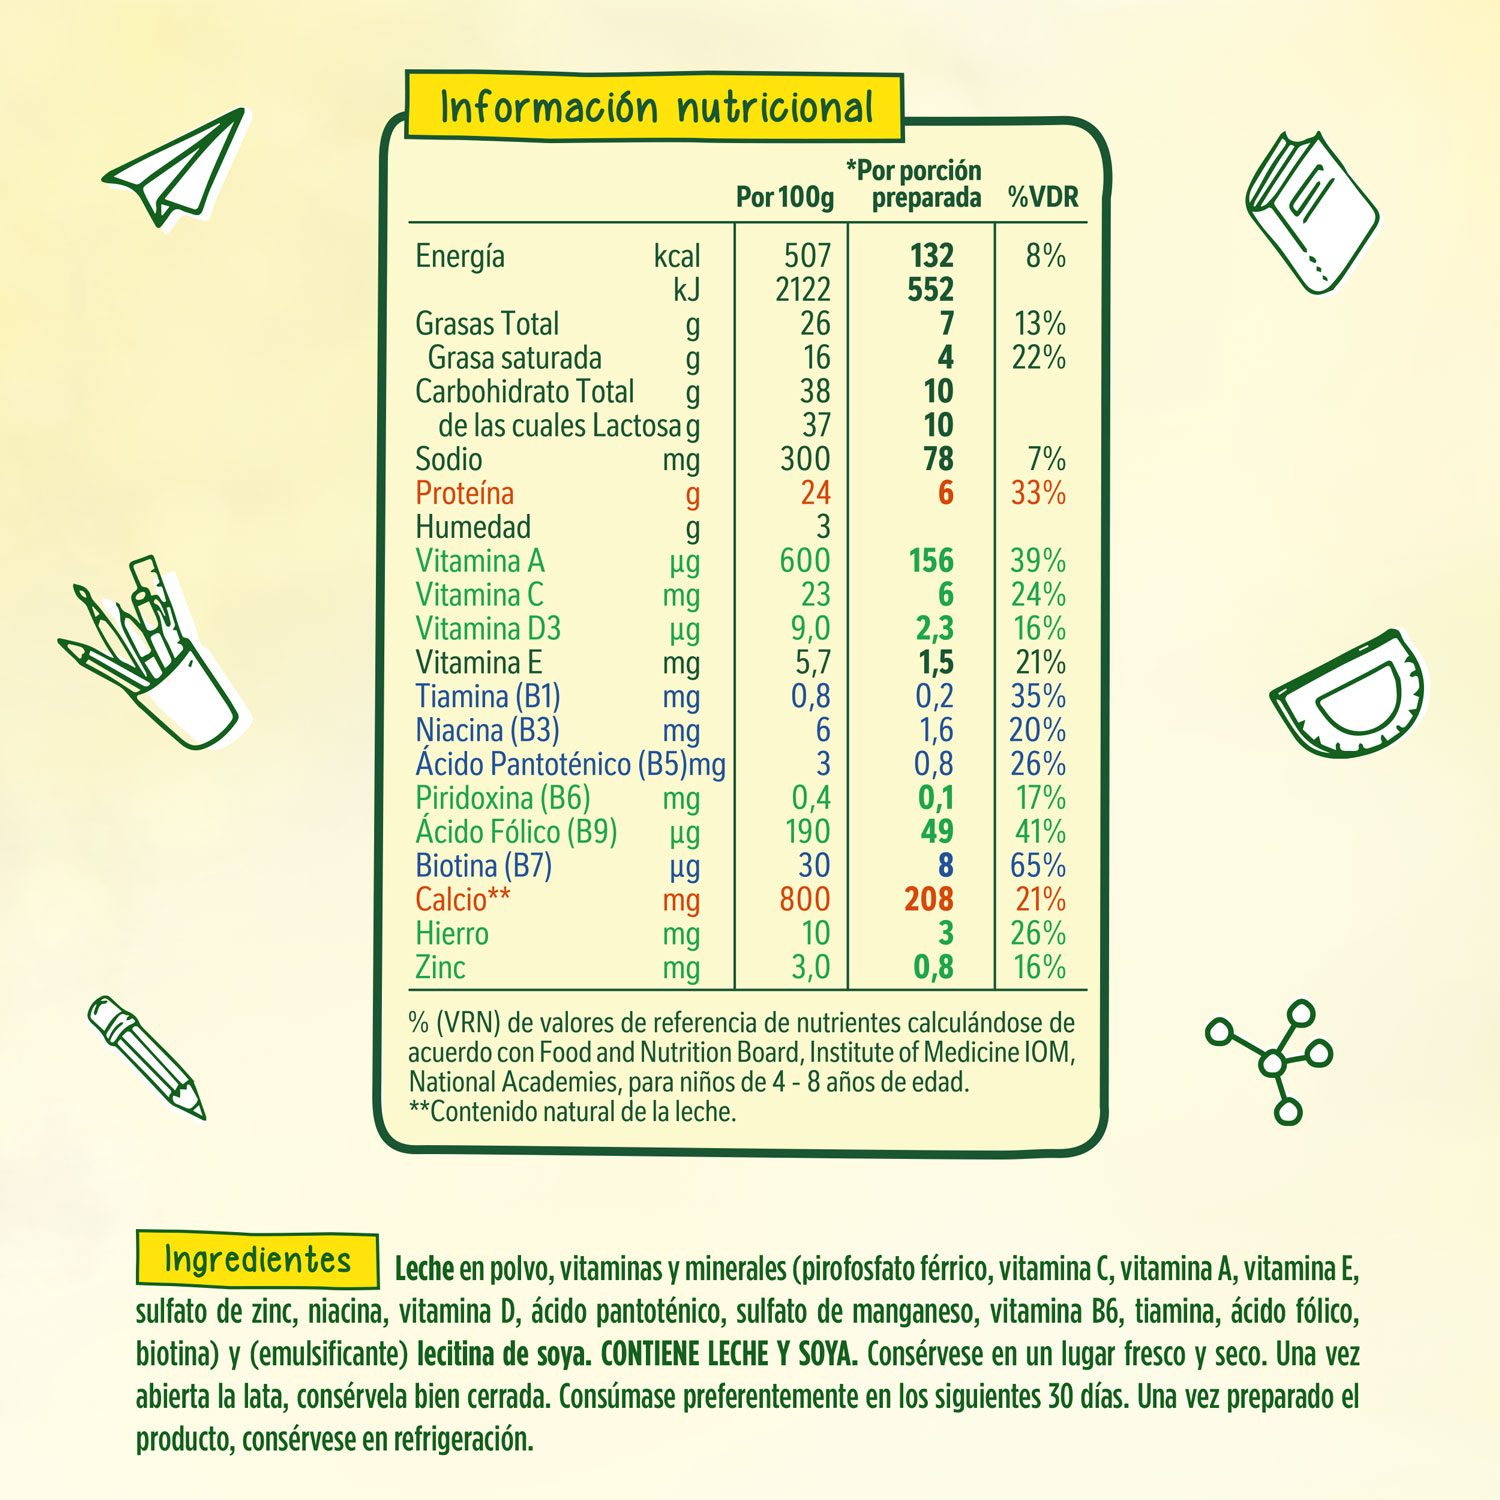 Información nutricional
Por 100g *Por porción preparada %VDR
Energía kcal 507 132 8%
kJ 2122 552
Grasas Total g 26 7 13%
Grasa saturada g 16 4 22%
Carbohidrato Total g 38 10
de las cuales Lactosa g 37 10
Sodio mg 300 78 7%
Proteína g 24 6 33%
Humedad g 3
Vitamina A µg 600 156 39%
Vitamina C mg 23 6 24%
Vitamina D3 µg 9,0 2,3 16%
Vitamina E mg 5,7 1,5 21%
Tiamina (B1) mg 0,8 0,2 35%
Niacina (B3) mg 6 1,6 20%
Ácido Pantoténico (B5)mg 3 0,8 26%
Piridoxina (B6) mg 0,4 0,1 17%
Ácido Fólico (B9) µg 190 49 41%
Biotina (B7) µg 30 8 65%
Calcio** mg 800 208 21%
Hierro mg 10 3 26%
Zinc mg 3,0 0,8 16%
% (VRN) de valores de referencia de nutrientes calculándose de
acuerdo con Food and Nutrition Board, Institute of Medicine IOM,
National Academies, para niños de 4 - 8 años de edad.
**Contenido natural de la leche.
Ingredientes Leche en polvo, vitaminas y minerales (pirofosfato férrico, vitamina C, vitamina A, vitamina E,
sulfato de zinc, niacina, vitamina D, ácido pantoténico, sulfato de manganeso, vitamina B6, tiamina, ácido fólico,
biotina) y (emulsificante) lecitina de soya. CONTIENE LECHE Y SOYA. Consérvese en un lugar fresco y seco. Una vez
abierta la lata, consérvela bien cerrada. Consúmase preferentemente en los siguientes 30 días. Una vez preparado el
producto, consérvese en refrigeración.